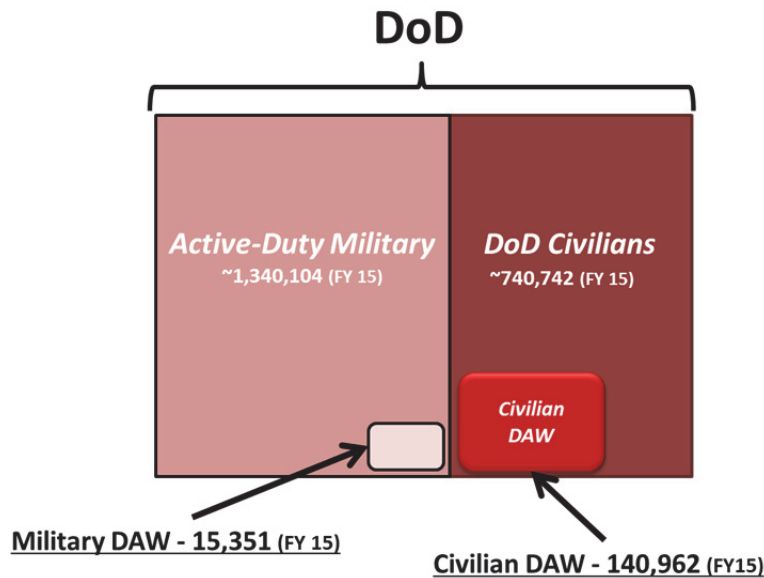 DoD
Active-Duty Military
~1,340,104 (FY 15)
DoD Civilians
~740,742 (FY 15)
Civilian
DAW
Military DAW - 15,351 (FY 15)
Civilian DAW - 140,962 (FY15)